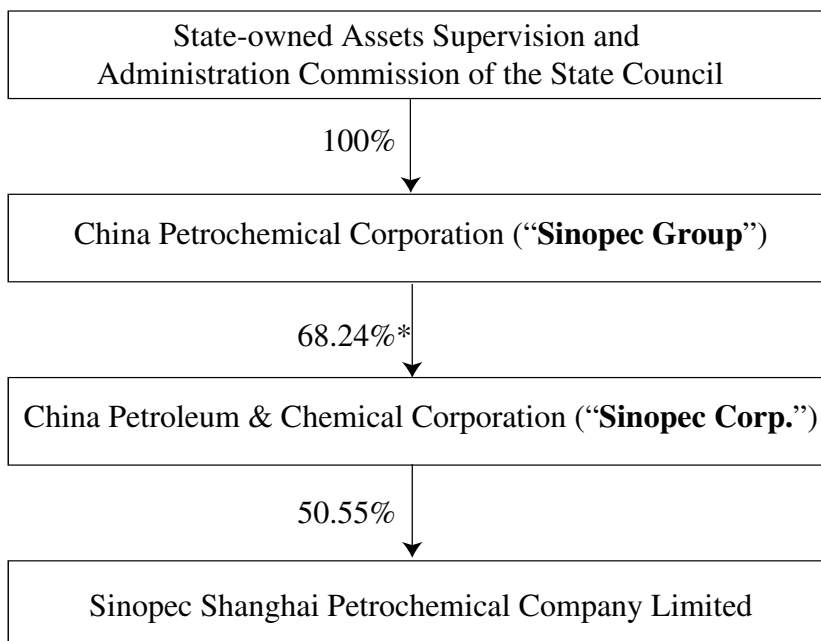 State-owned Assets Supervision and
Administration Commission of the State Council
100%
China Petrochemical Corporation (“Sinopec Group”)
68.24%*
China Petroleum & Chemical Corporation (“Sinopec Corp.”)
50.55%
Sinopec Shanghai Petrochemical Company Limited